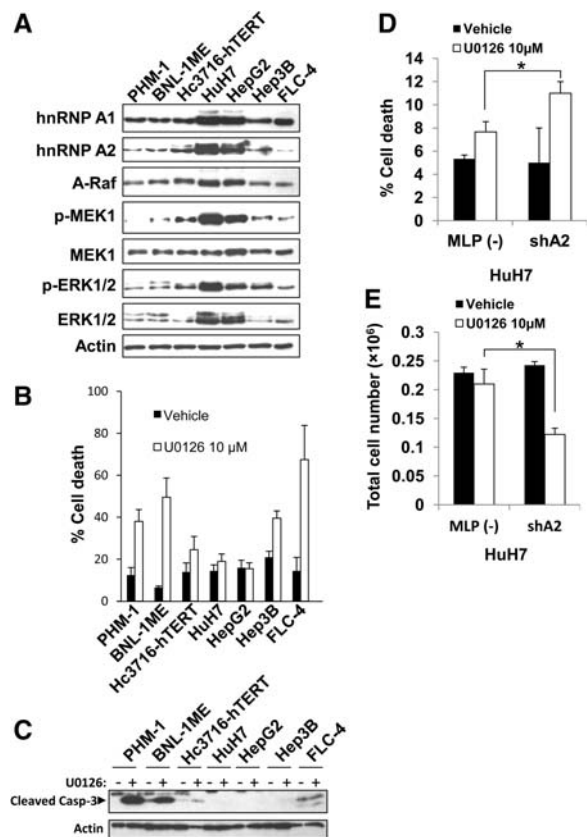 A
PHM-1
BNL-1ME
Hc3716-hTERT
HuH7
HepG2
Hep3B
FLC-4
hnRNP A1
hnRNP A2
A-Raf
p-MEK1
MEK1
p-ERK1/2
ERK1/2
Actin
B
% Cell death
100
80
60
40
20
0
Vehicle
U0126 10 µM
PHM-1
BNL-1ME
Hc3716-hTERT
HuH7
HepG2
Hep3B
FLC-4
C
PHM-1
BNL-1ME
Hc3716-hTERT
HuH7
HepG2
Hep3B
FLC-4
U0126: - + - + - + - + - + - + - +
Cleaved Casp-3
Actin
D
Vehicle
U0126 10µM
% Cell death
14
12
10
8
6
4
2
0
*
MLP (-)
shA2
HuH7
E
Vehicle
U0126 10µM
Total cell number (×10⁶)
0.3
0.25
0.2
0.15
0.1
0.05
0
*
MLP (-)
shA2
HuH7